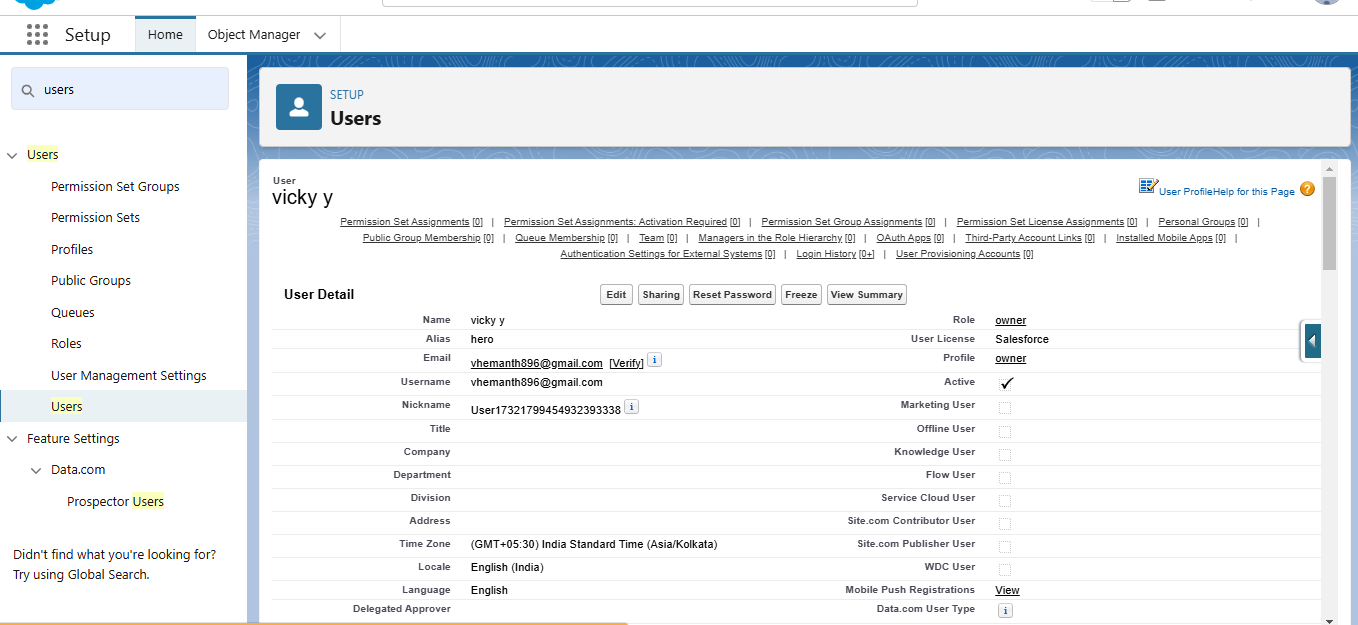 Setup Home Object Manager
users
SETUP
Users
Users
Permission Set Groups
Permission Sets
Profiles
Public Groups
Queues
Roles
User Management Settings
Users
Feature Settings
Data.com
Prospector Users
Didn't find what you're looking for?
Try using Global Search.
User
vicky y
User Profile Help for this Page ?
Permission Set Assignments [0] | Permission Set Assignments: Activation Required [0] | Permission Set Group Assignments [0] | Permission Set License Assignments [0] | Personal Groups [0] |
Public Group Membership [0] | Queue Membership [0] | Team [0] | Managers in the Role Hierarchy [0] | OAuth Apps [0] | Third-Party Account Links [0] | Installed Mobile Apps [0] |
Authentication Settings for External Systems [0] | Login History [0+] | User Provisioning Accounts [0]
User Detail Edit Sharing Reset Password Freeze View Summary
Name vicky y Role owner
Alias hero User License Salesforce
Email vhemanth896@gmail.com [Verify] i Profile owner
Username vhemanth896@gmail.com Active
Nickname User17321799454932393338 i Marketing User
Title Offline User
Company Knowledge User
Department Flow User
Division Service Cloud User
Address Site.com Contributor User
Time Zone (GMT+05:30) India Standard Time (Asia/Kolkata) Site.com Publisher User
Locale English (India) WDC User
Language English Mobile Push Registrations View
Delegated Approver Data.com User Type i